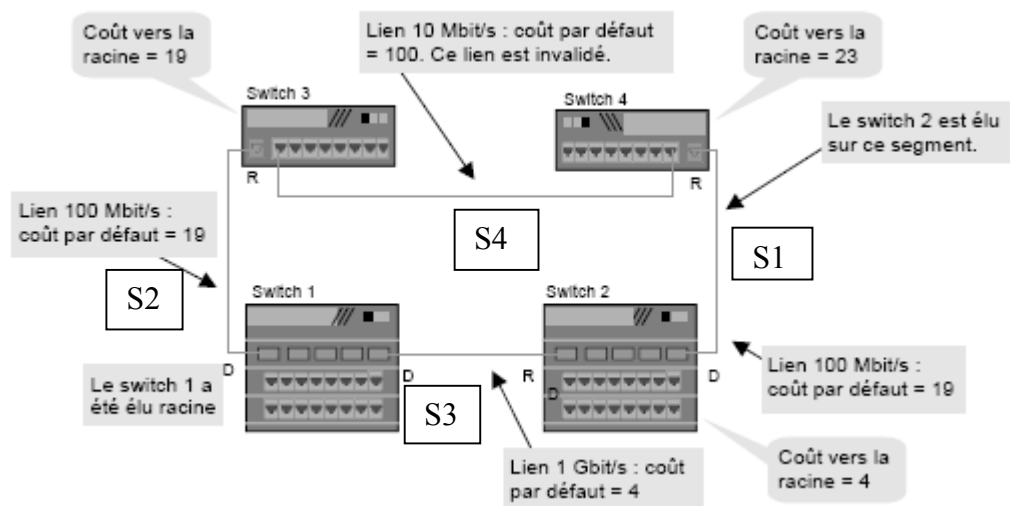 Coût vers la
racine = 19
Lien 10 Mbit/s : coût par défaut
= 100. Ce lien est invalidé.
Coût vers la
racine = 23
Switch 3
Switch 4
Le switch 2 est élu
sur ce segment.
R
R
Lien 100 Mbit/s :
coût par défaut = 19
S4
S1
S2
Switch 1
Switch 2
D
D
R
D
D
Le switch 1 a
été élu racine
S3
Lien 100 Mbit/s :
coût par défaut = 19
Lien 1 Gbit/s : coût
par défaut = 4
Coût vers la
racine = 4